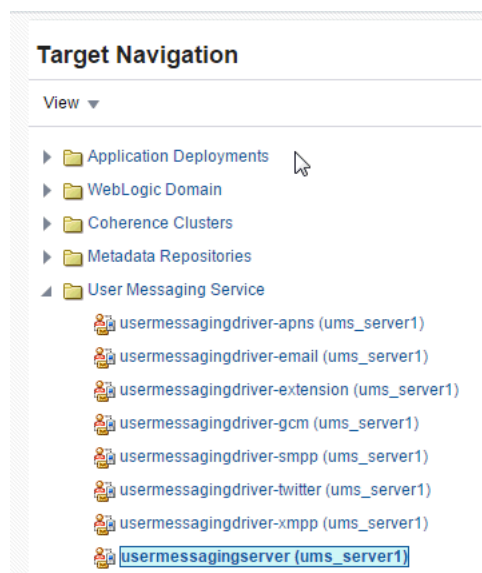 Target Navigation
View
Application Deployments
WebLogic Domain
Coherence Clusters
Metadata Repositories
User Messaging Service
usermessagingdriver-apns (ums_server1)
usermessagingdriver-email (ums_server1)
usermessagingdriver-extension (ums_server1)
usermessagingdriver-gcm (ums_server1)
usermessagingdriver-smpp (ums_server1)
usermessagingdriver-twitter (ums_server1)
usermessagingdriver-xmpp (ums_server1)
usermessagingserver (ums_server1)